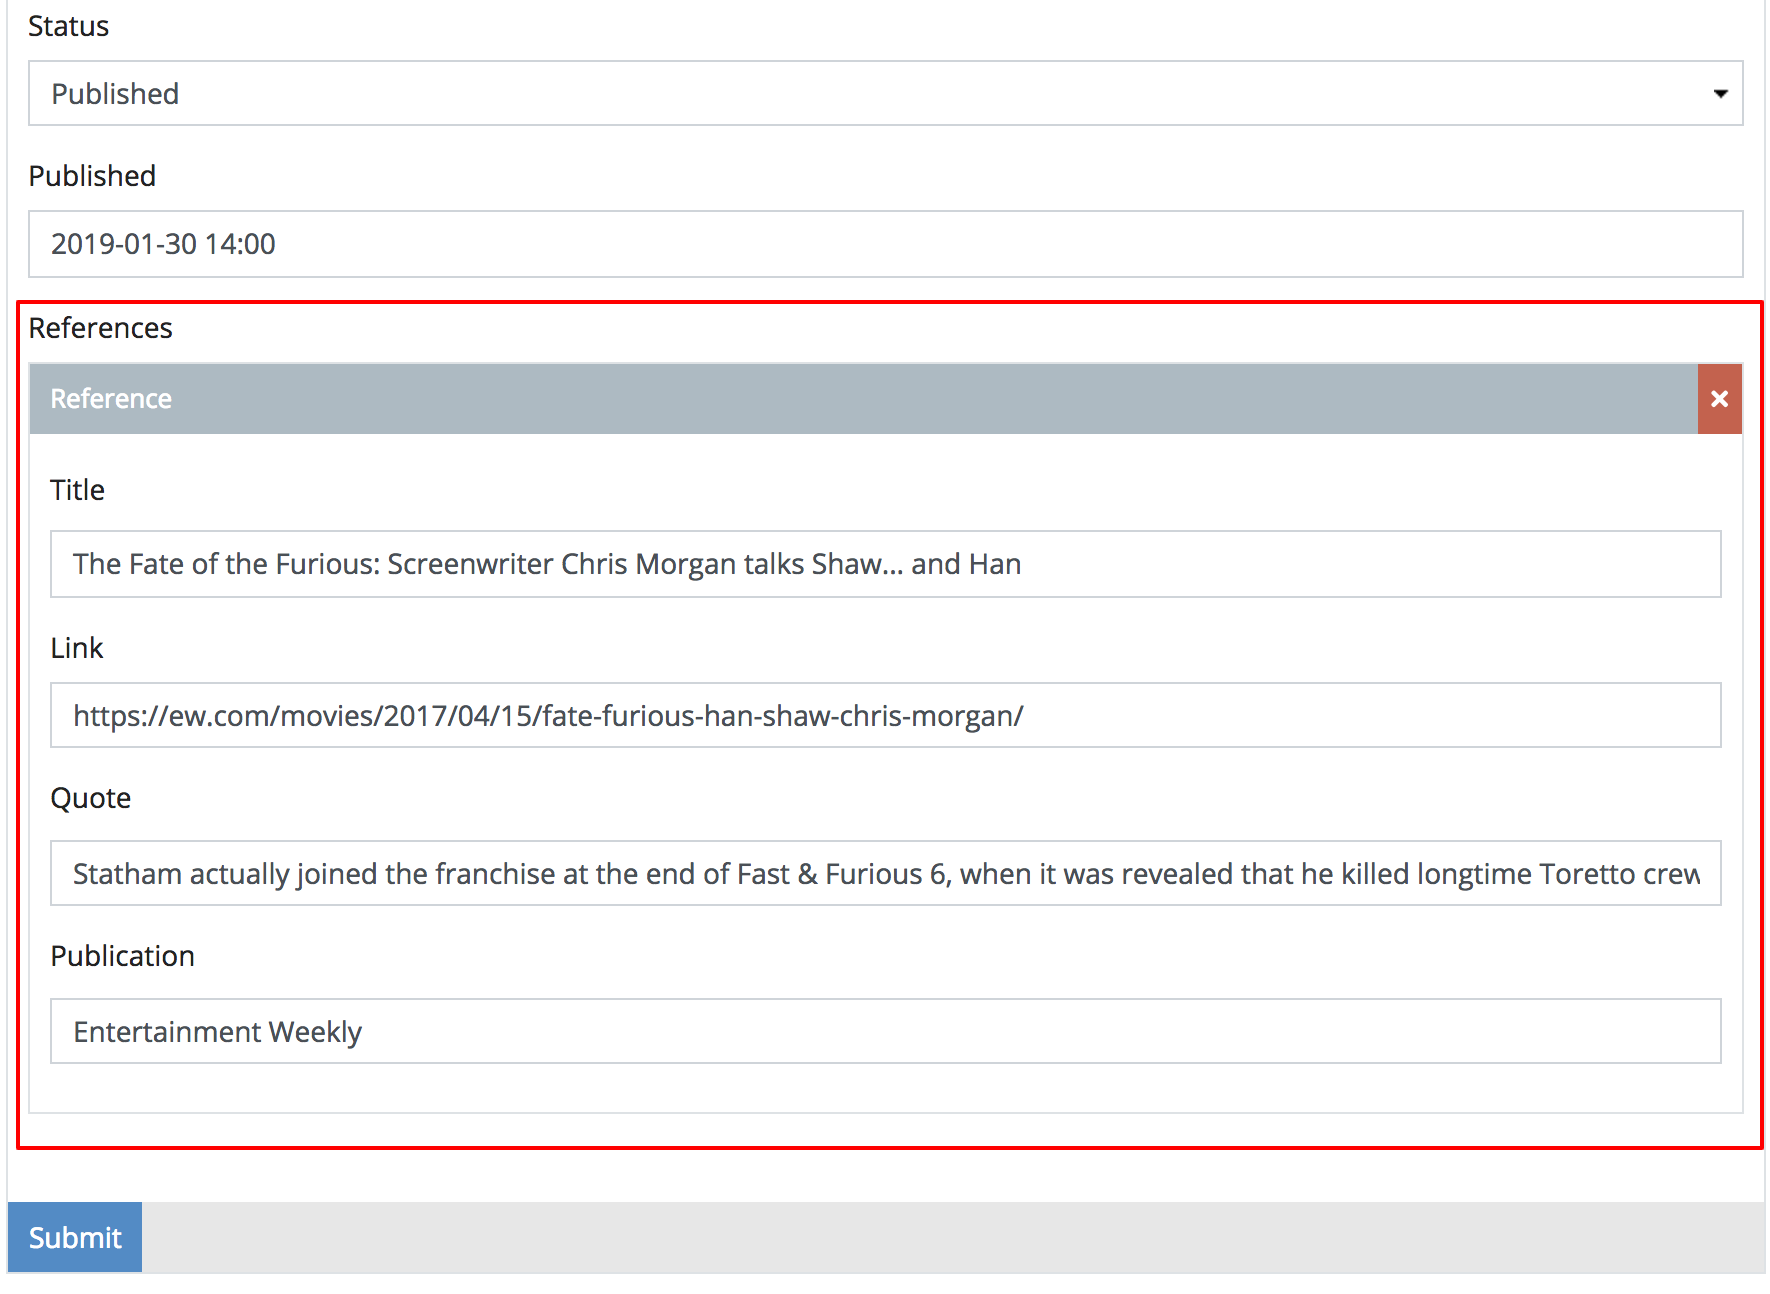 Status
Published
Published
2019-01-30 14:00
References
Reference
Title
The Fate of the Furious: Screenwriter Chris Morgan talks Shaw... and Han
Link
https://ew.com/movies/2017/04/15/fate-furious-han-shaw-chris-morgan/
Quote
Statham actually joined the franchise at the end of Fast & Furious 6, when it was revealed that he killed longtime Toretto crew
Publication
Entertainment Weekly
Submit